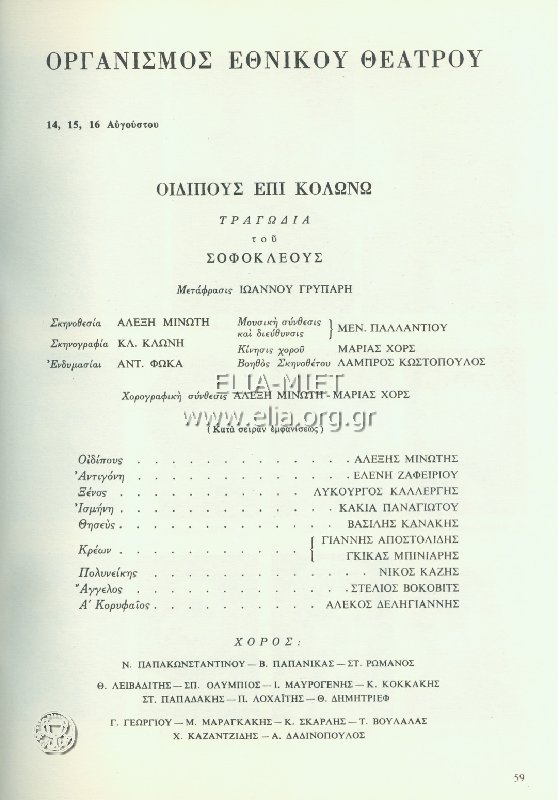 ΟΡΓΑΝΙΣΜΟΣ ΕΘΝΙΚΟΥ ΘΕΑΤΡΟΥ
14, 15, 16 Αὐγούστου
ΟΙΔΙΠΟΥΣ ΕΠΙ ΚΟΛΩΝΩ
ΤΡΑΓΩΔΙΑ
τοῦ
ΣΟΦΟΚΛΕΟΥΣ
Μετάφρασις ΙΩΑΝΝΟΥ ΓΡΥΠΑΡΗ
Σκηνοθεσία ΑΛΕΞΗ ΜΙΝΩΤΗ
Σκηνογραφία ΚΛ. ΚΛΩΝΗ
Ἐνδυμασίαι ΑΝΤ. ΦΩΚΑ
Μουσικὴ σύνθεσις
καὶ διεύθυνσις } ΜΕΝ. ΠΑΛΛΑΝΤΙΟΥ
Κίνησις χοροῦ ΜΑΡΙΑΣ ΧΟΡΣ
Βοηθὸς Σκηνοθέτου ΛΑΜΠΡΟΣ ΚΩΣΤΟΠΟΥΛΟΣ
ELIA-MIET
Χορογραφικὴ σύνθεσις ΑΛΕΞΗ ΜΙΝΩΤΗ - ΜΑΡΙΑΣ ΧΟΡΣ
www.elia.org.gr
(Κατὰ σειρὰν ἐμφανίσεως)
Οἰδίπους . . . . . . . . . . . . . ΑΛΕΞΗΣ ΜΙΝΩΤΗΣ
Ἀντιγόνη . . . . . . . . . . . . . ΕΛΕΝΗ ΖΑΦΕΙΡΙΟΥ
Ξένος . . . . . . . . . . . ΛΥΚΟΥΡΓΟΣ ΚΑΛΛΕΡΓΗΣ
Ἰσμήνη . . . . . . . . . . . . ΚΑΚΙΑ ΠΑΝΑΓΙΩΤΟΥ
Θησεὺς . . . . . . . . . . . . . ΒΑΣΙΛΗΣ ΚΑΝΑΚΗΣ
Κρέων . . . . . . . . . . { ΓΙΑΝΝΗΣ ΑΠΟΣΤΟΛΙΔΗΣ
ΓΚΙΚΑΣ ΜΠΙΝΙΑΡΗΣ
Πολυνείκης . . . . . . . . . . . . . ΝΙΚΟΣ ΚΑΖΗΣ
Ἄγγελος . . . . . . . . . . . . ΣΤΕΛΙΟΣ ΒΟΚΟΒΙΤΣ
Α' Κορυφαῖος . . . . . . . . . . ΑΛΕΚΟΣ ΔΕΛΗΓΙΑΝΝΗΣ
ΧΟΡΟΣ:
Ν. ΠΑΠΑΚΩΝΣΤΑΝΤΙΝΟΥ — Β. ΠΑΠΑΝΙΚΑΣ — ΣΤ. ΡΩΜΑΝΟΣ
Θ. ΛΕΙΒΑΔΙΤΗΣ — ΣΠ. ΟΛΥΜΠΙΟΣ — Ι. ΜΑΥΡΟΓΕΝΗΣ — Κ. ΚΟΚΚΑΚΗΣ
ΣΤ. ΠΑΠΑΔΑΚΗΣ — Π. ΛΟΧΑΪΤΗΣ — Θ. ΔΗΜΗΤΡΙΕΦ
Γ. ΓΕΩΡΓΙΟΥ — Μ. ΜΑΡΑΓΚΑΚΗΣ — Κ. ΣΚΑΡΛΗΣ — Τ. ΒΟΥΛΑΛΑΣ
Χ. ΚΑΖΑΝΤΖΙΔΗΣ — Α. ΔΑΔΙΝΟΠΟΥΛΟΣ
59